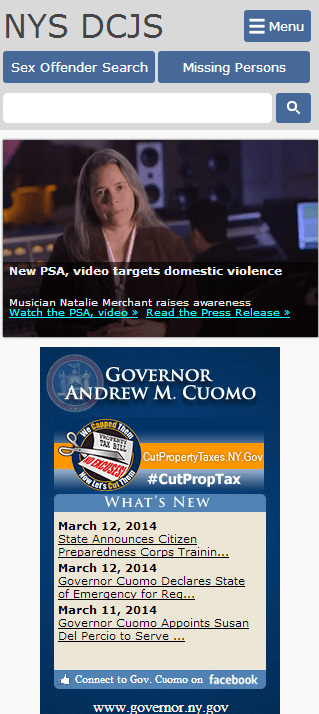 NYS DCJS
Menu
Sex Offender Search
Missing Persons
New PSA, video targets domestic violence
Musician Natalie Merchant raises awareness
Watch the PSA, video » Read the Press Release »
GOVERNOR
ANDREW M. CUOMO
We Capped Them
PROPERTY
TAX BILL
NO EXCUSES!
Now Let's Cut Them
CutPropertyTaxes.NY.Gov
#CutPropTax
WHAT'S NEW
March 12, 2014
State Announces Citizen
Preparedness Corps Trainin...
March 12, 2014
Governor Cuomo Declares State
of Emergency for Reg...
March 11, 2014
Governor Cuomo Appoints Susan
Del Percio to Serve ...
Connect to Gov. Cuomo on facebook
www.governor.ny.gov